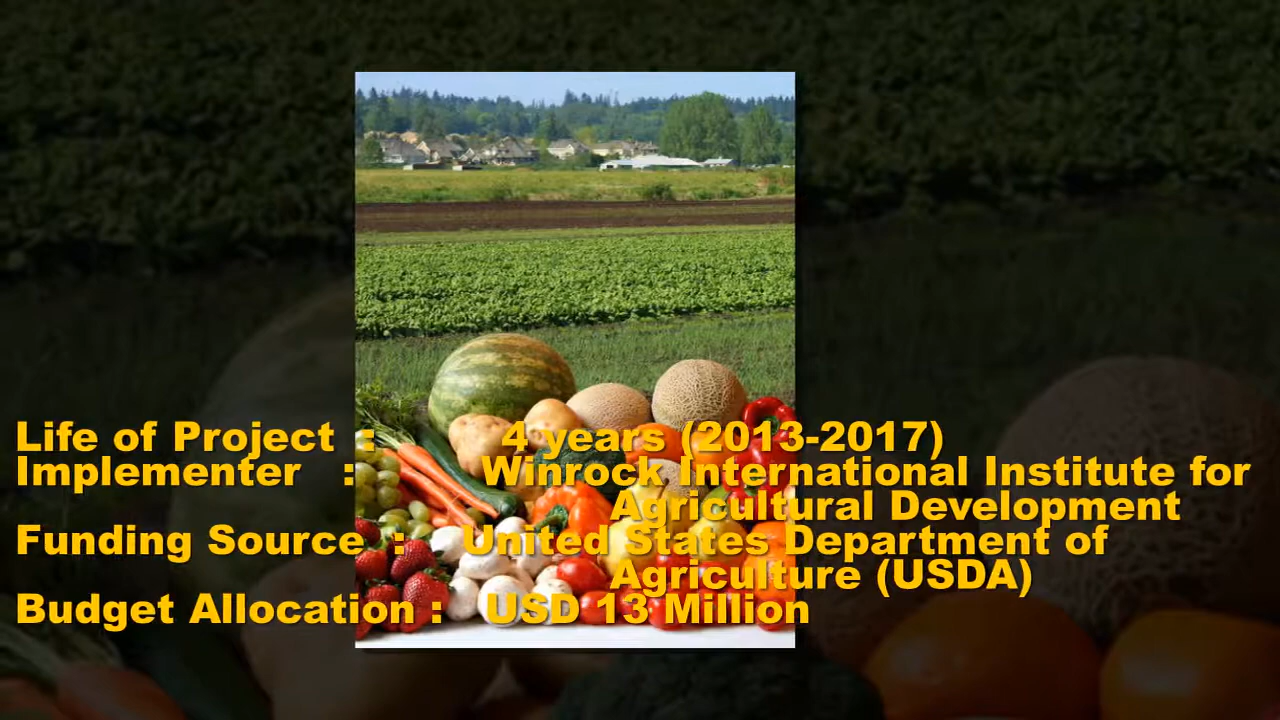 Life of Project : 4 years (2013-2017)
Implementer : Winrock International Institute for
Agricultural Development
Funding Source : United States Department of
Agriculture (USDA)
Budget Allocation : USD 13 Million